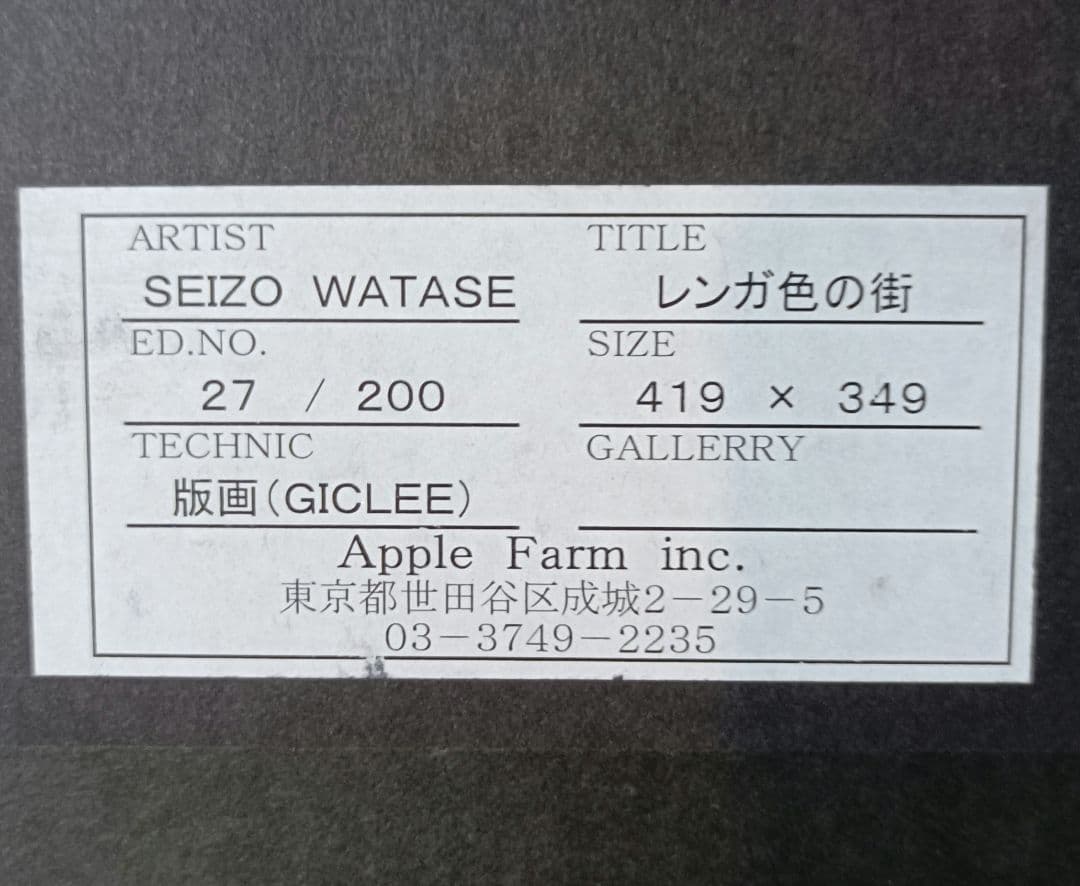 ARTIST TITLE
SEIZO WATASE レンガ色の街
ED.NO. SIZE
27 / 200 419 × 349
TECHNIC GALLERRY
版画(GICLEE)
Apple Farm inc.
東京都世田谷区成城2－29－5
03－3749－2235